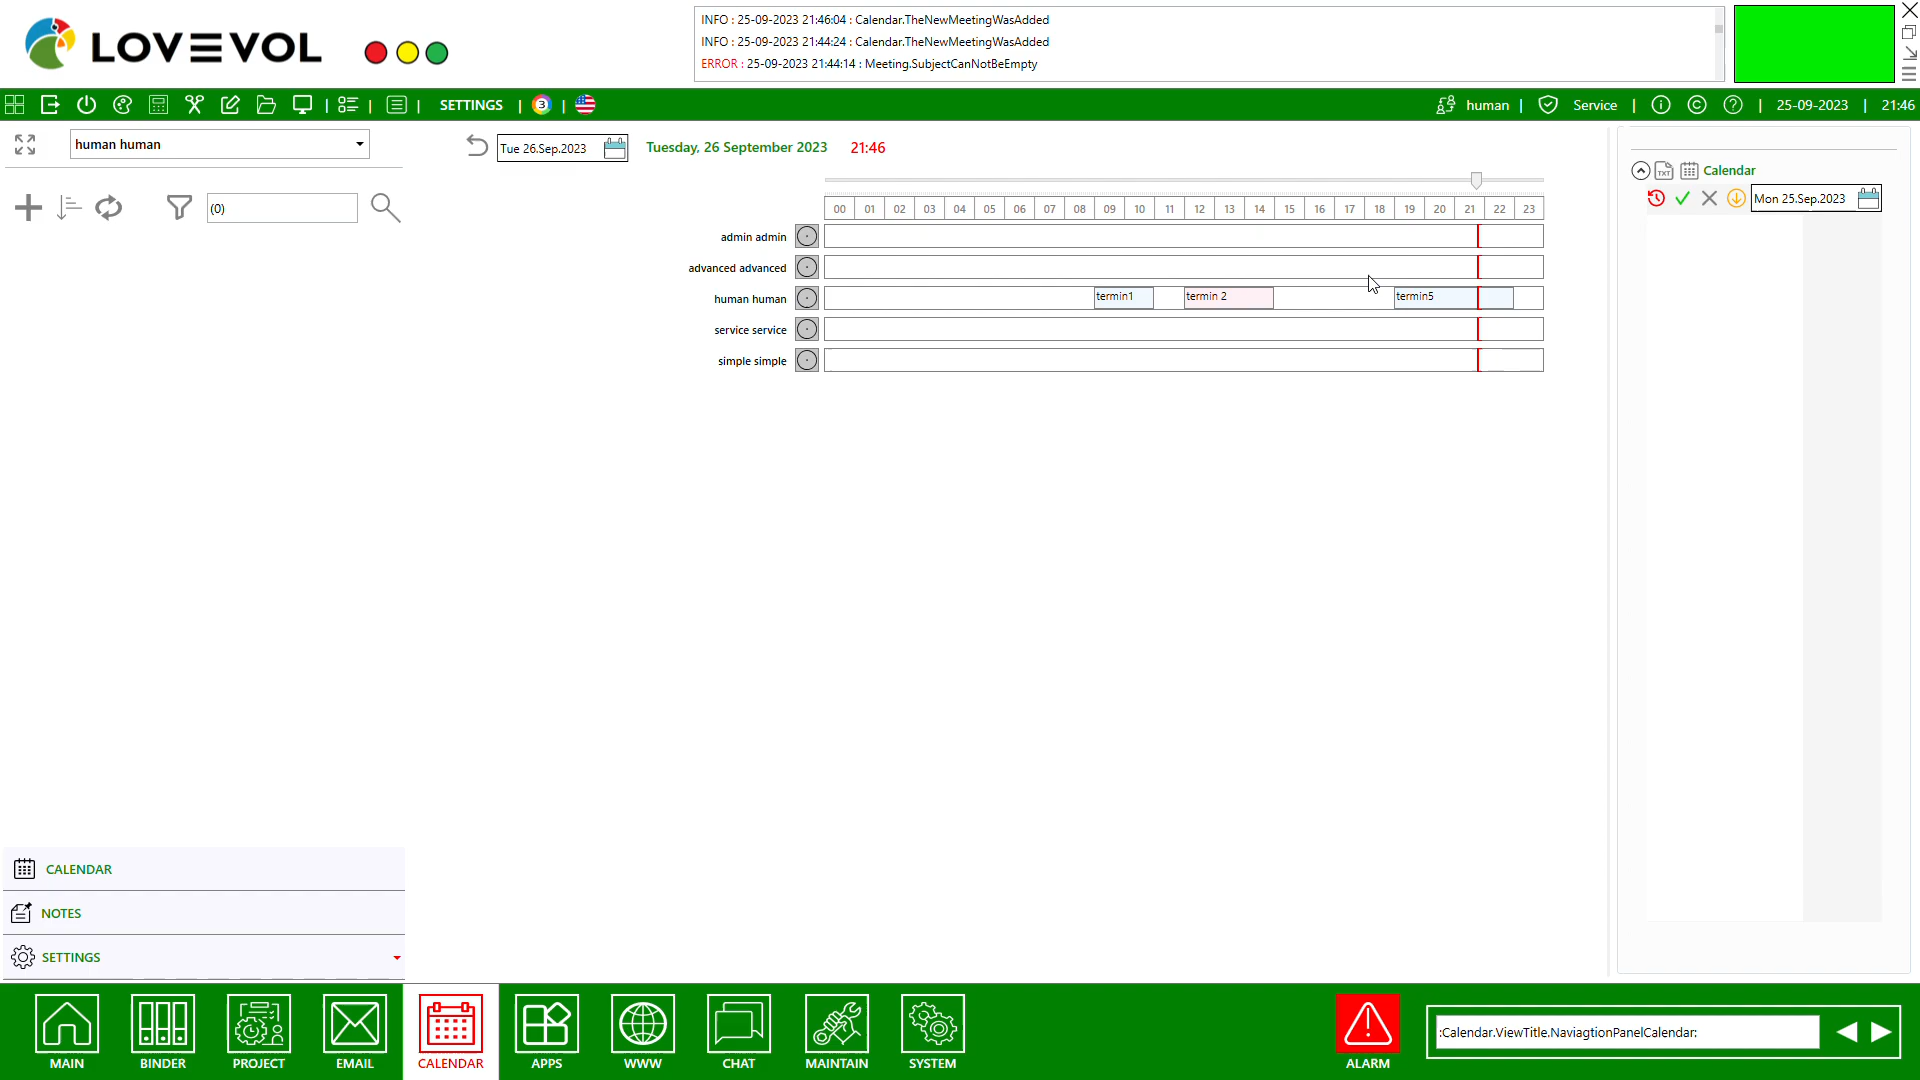 LOVEVOL
INFO : 25-09-2023 21:46:04 : Calendar.TheNewMeetingWasAdded
INFO : 25-09-2023 21:44:24 : Calendar.TheNewMeetingWasAdded
ERROR : 25-09-2023 21:44:14 : Meeting.SubjectCanNotBeEmpty
| | | SETTINGS | 3 | human | Service | | 25-09-2023 | 21:46
human human
Tue 26.Sep.2023 Tuesday, 26 September 2023 21:46
TXT Calendar
Mon 25.Sep.2023
(0)
00 01 02 03 04 05 06 07 08 09 10 11 12 13 14 15 16 17 18 19 20 21 22 23
admin admin
advanced advanced
human human termin1 termin 2 termin5
service service
simple simple
CALENDAR
NOTES
SETTINGS
MAIN BINDER PROJECT EMAIL CALENDAR APPS WWW CHAT MAINTAIN SYSTEM ALARM
:Calendar.ViewTitle.NaviagtionPanelCalendar: